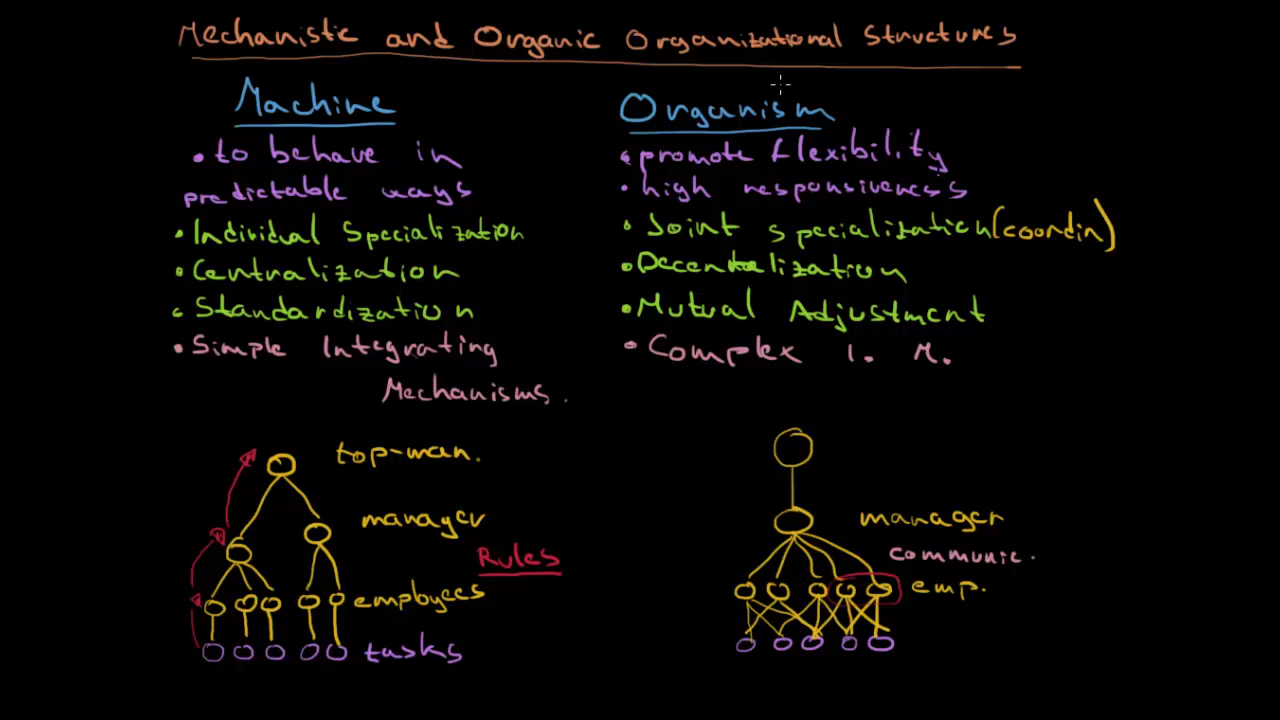 Mechanistic and Organic Organizational Structures
Machine
• to behave in
predictable ways
• Individual Specialization
• Centralization
• Standardization
• Simple Integrating
Mechanisms.
Organism
• promote flexibility
• high responsiveness
• Joint specialization (coordin)
• Decentralization
• Mutual Adjustment
• Complex I. M.
top-man.
manager
Rules
employees
tasks
manager
communic.
emp.